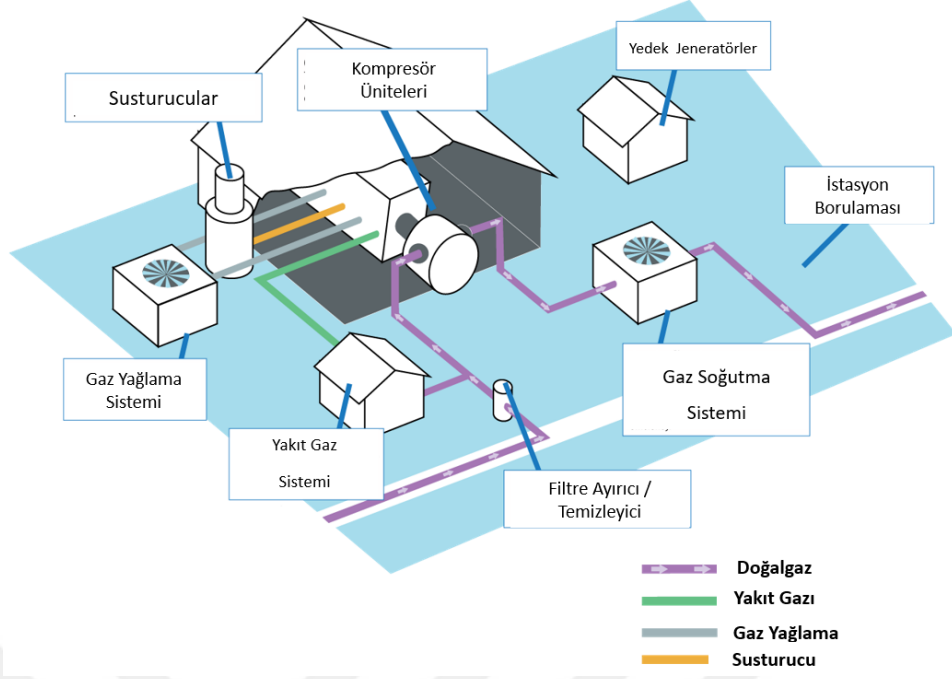 Yedek Jeneratörler
Kompresör
Üniteleri
Susturucular
İstasyon
Borulaması
Gaz Yağlama
Sistemi
Gaz Soğutma
Sistemi
Yakıt Gaz
Sistemi
Filtre Ayırıcı /
Temizleyici
Doğalgaz
Yakıt Gazı
Gaz Yağlama
Susturucu